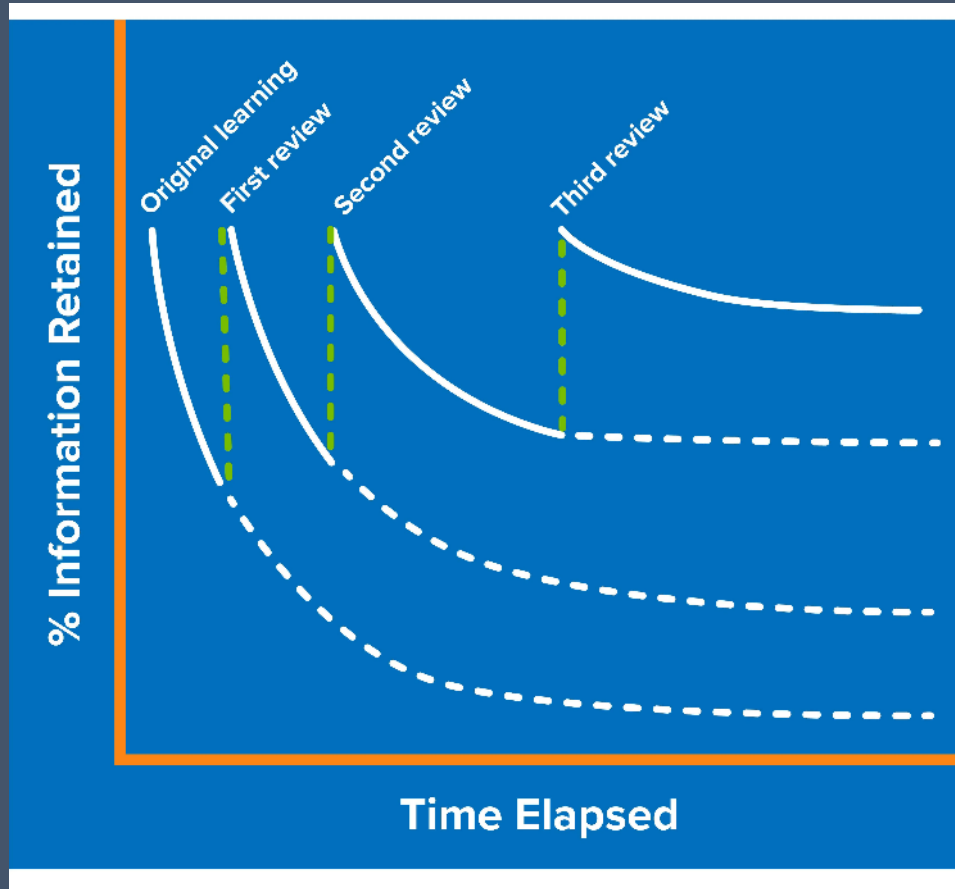 Original learning
First review
Second review
Third review
% Information Retained
Time Elapsed